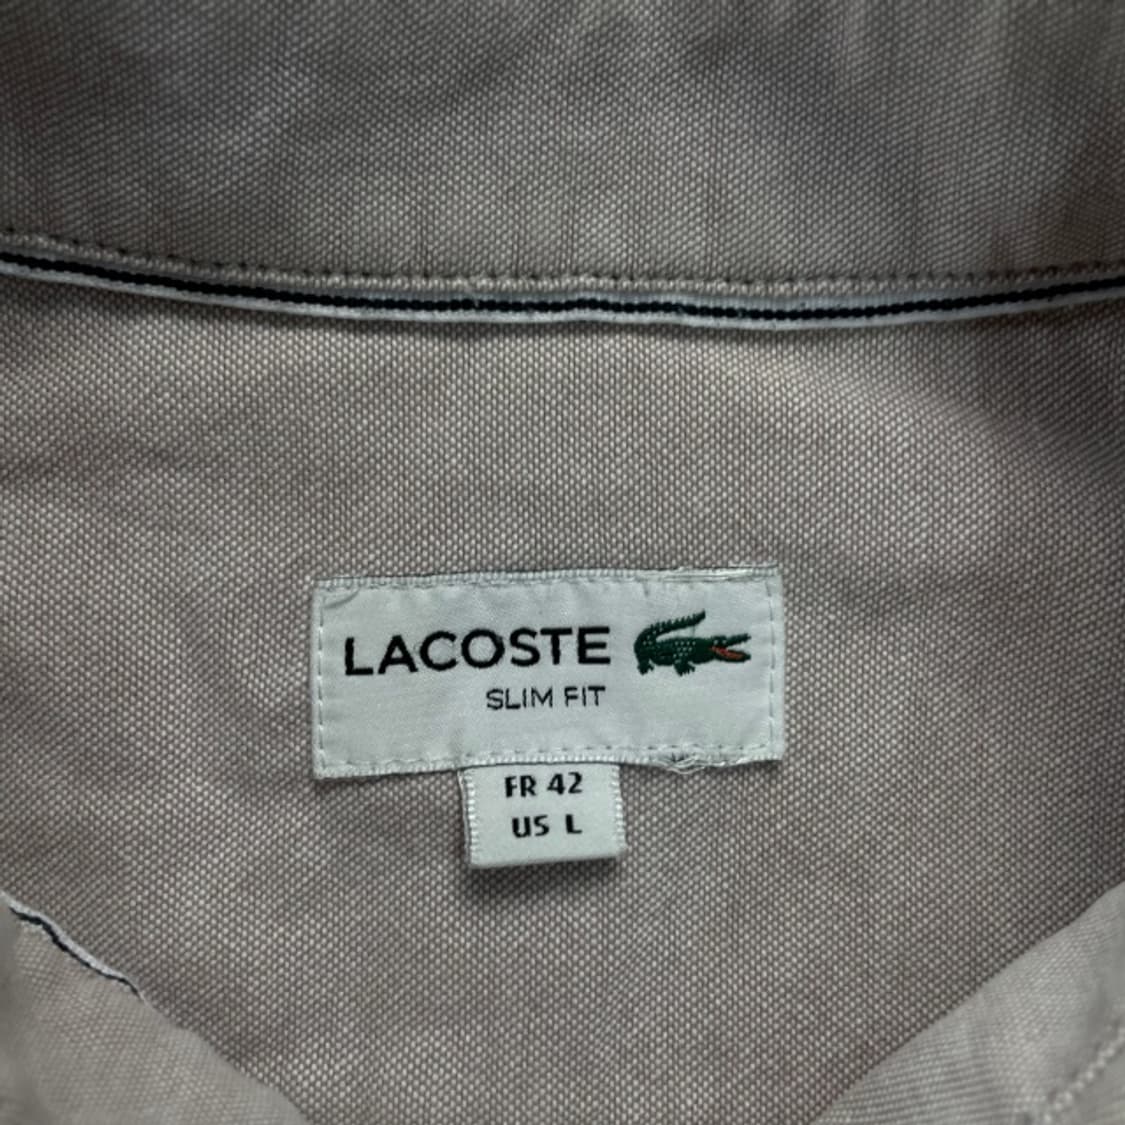 LACOSTE
SLIM FIT
FR 42
US L